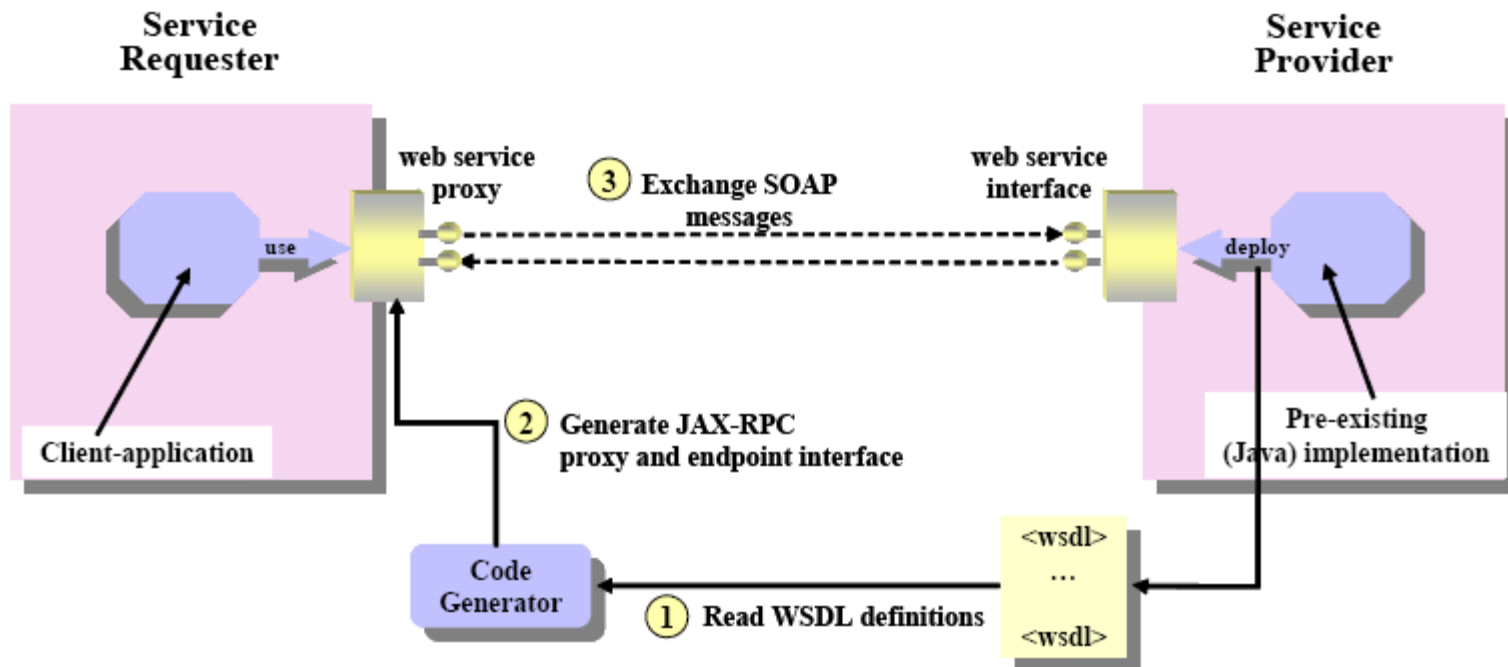 Service
Requester
Service
Provider
web service
proxy
3 Exchange SOAP
messages
web service
interface
use
deploy
Client-application
2 Generate JAX-RPC
proxy and endpoint interface
Pre-existing
(Java) implementation
Code
Generator
1 Read WSDL definitions
<wsdl>
...
<wsdl>